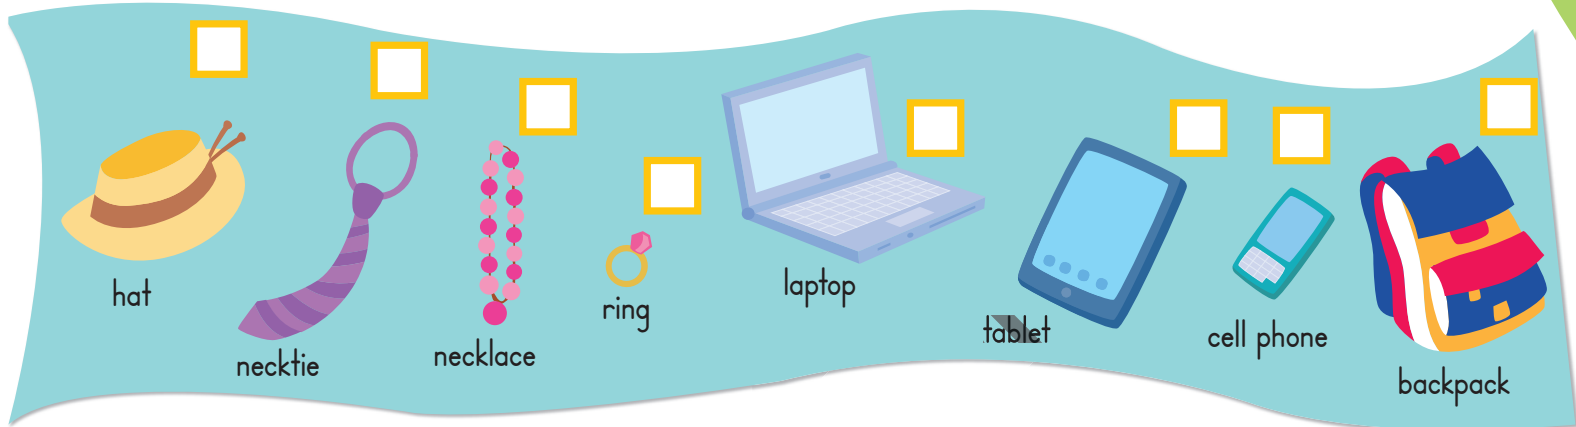 hat
necktie
necklace
ring
laptop
tablet
cell phone
backpack